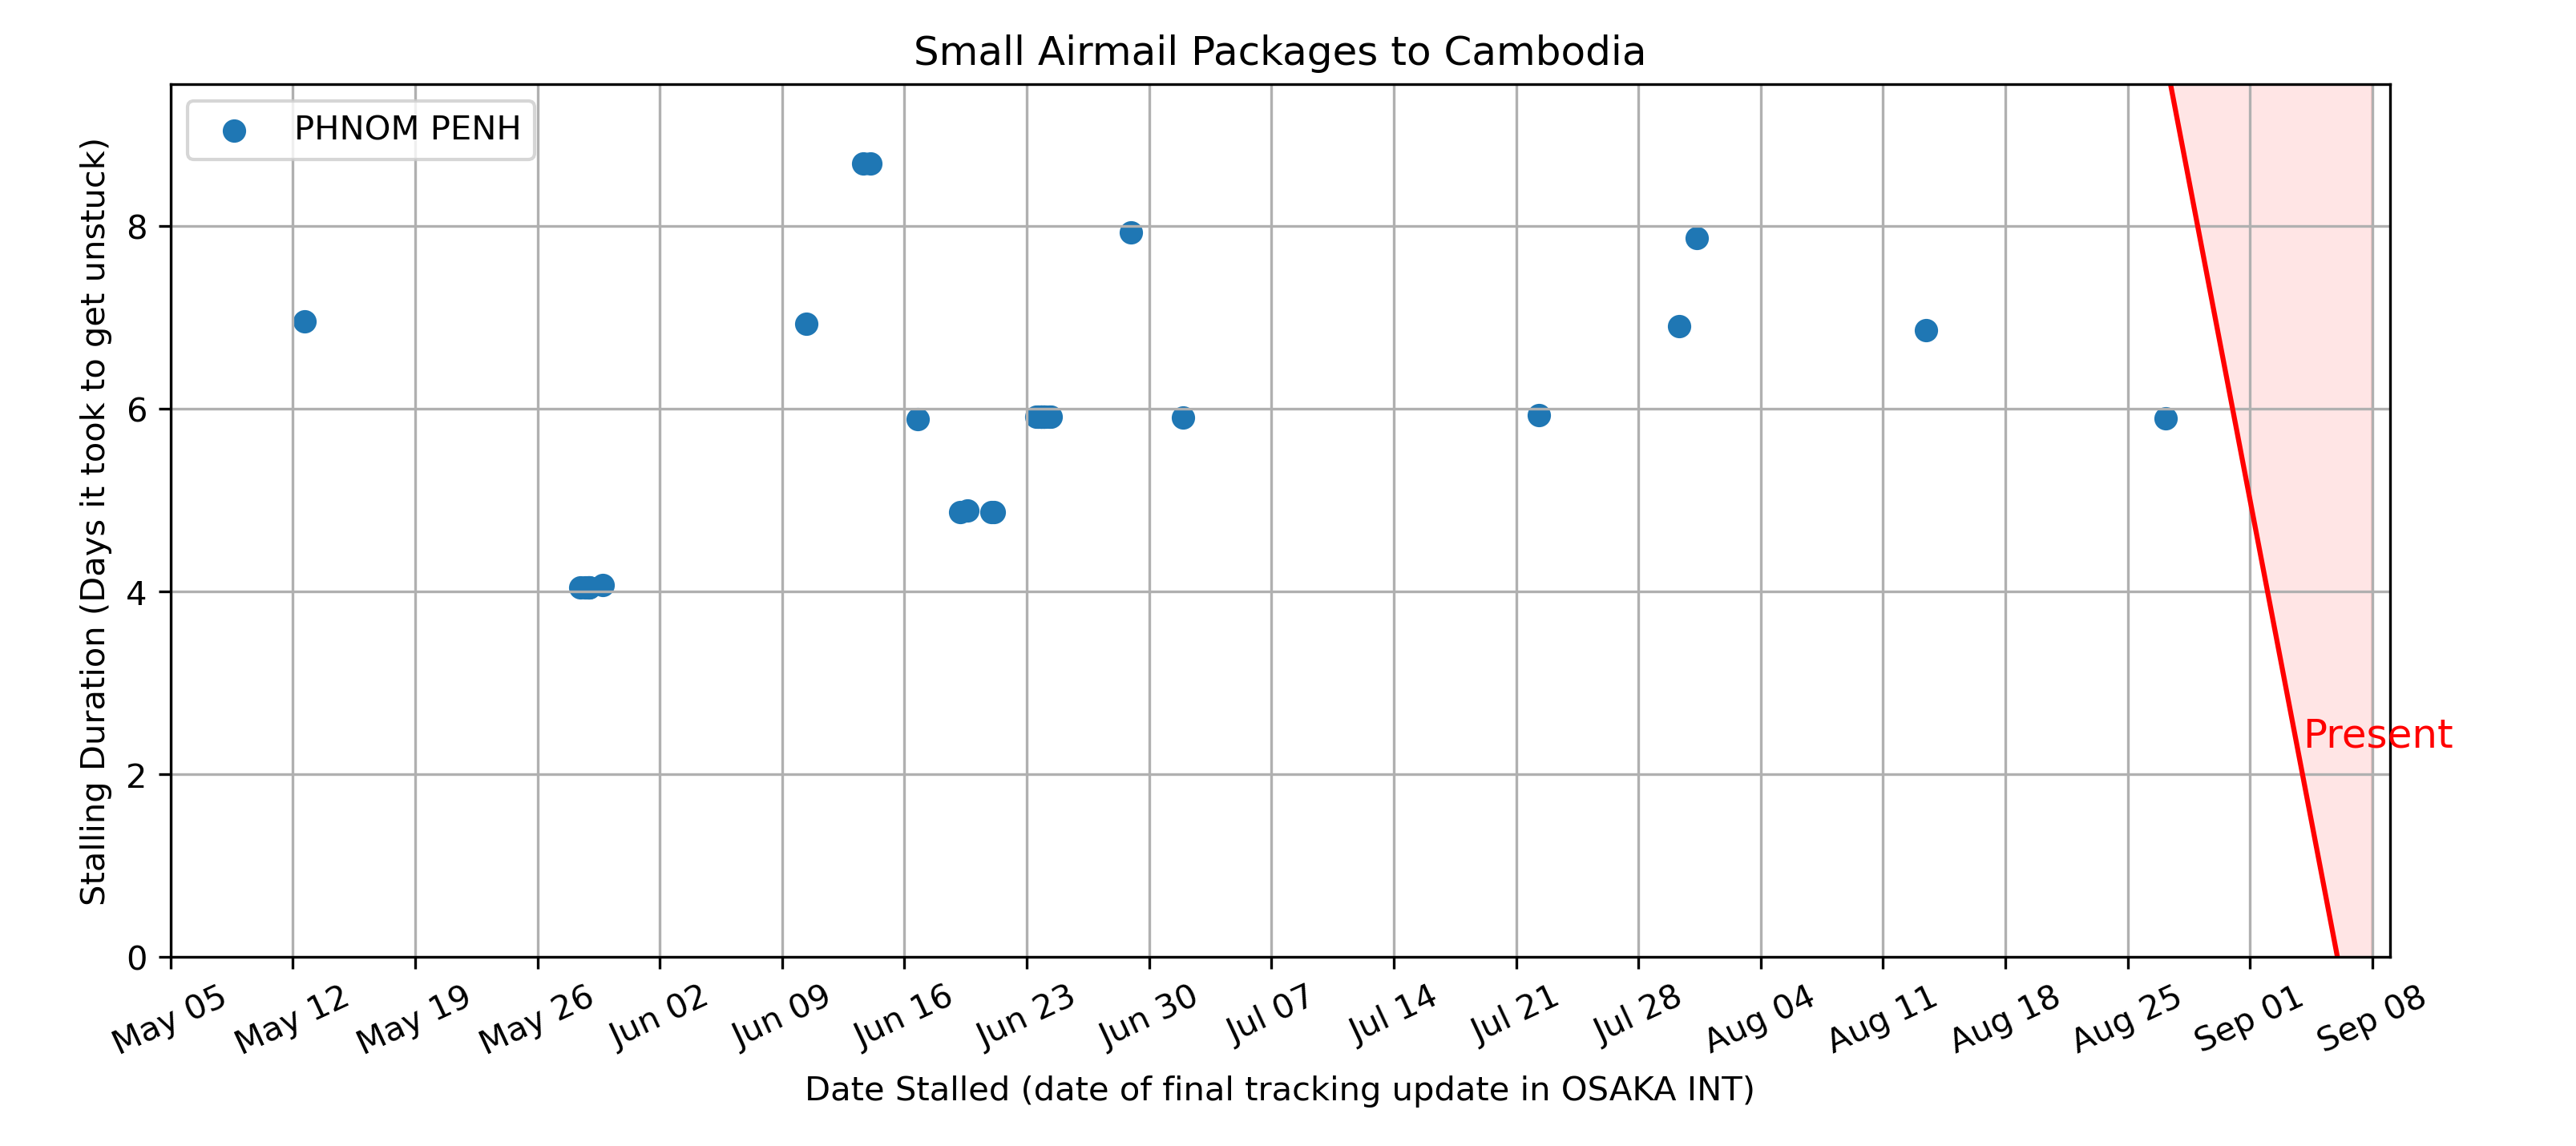 Small Airmail Packages to Cambodia
PHNOM PENH
Stalling Duration (Days it took to get unstuck)
8
6
4
2
0
Present
May 05
May 12
May 19
May 26
Jun 02
Jun 09
Jun 16
Jun 23
Jun 30
Jul 07
Jul 14
Jul 21
Jul 28
Aug 04
Aug 11
Aug 18
Aug 25
Sep 01
Sep 08
Date Stalled (date of final tracking update in OSAKA INT)